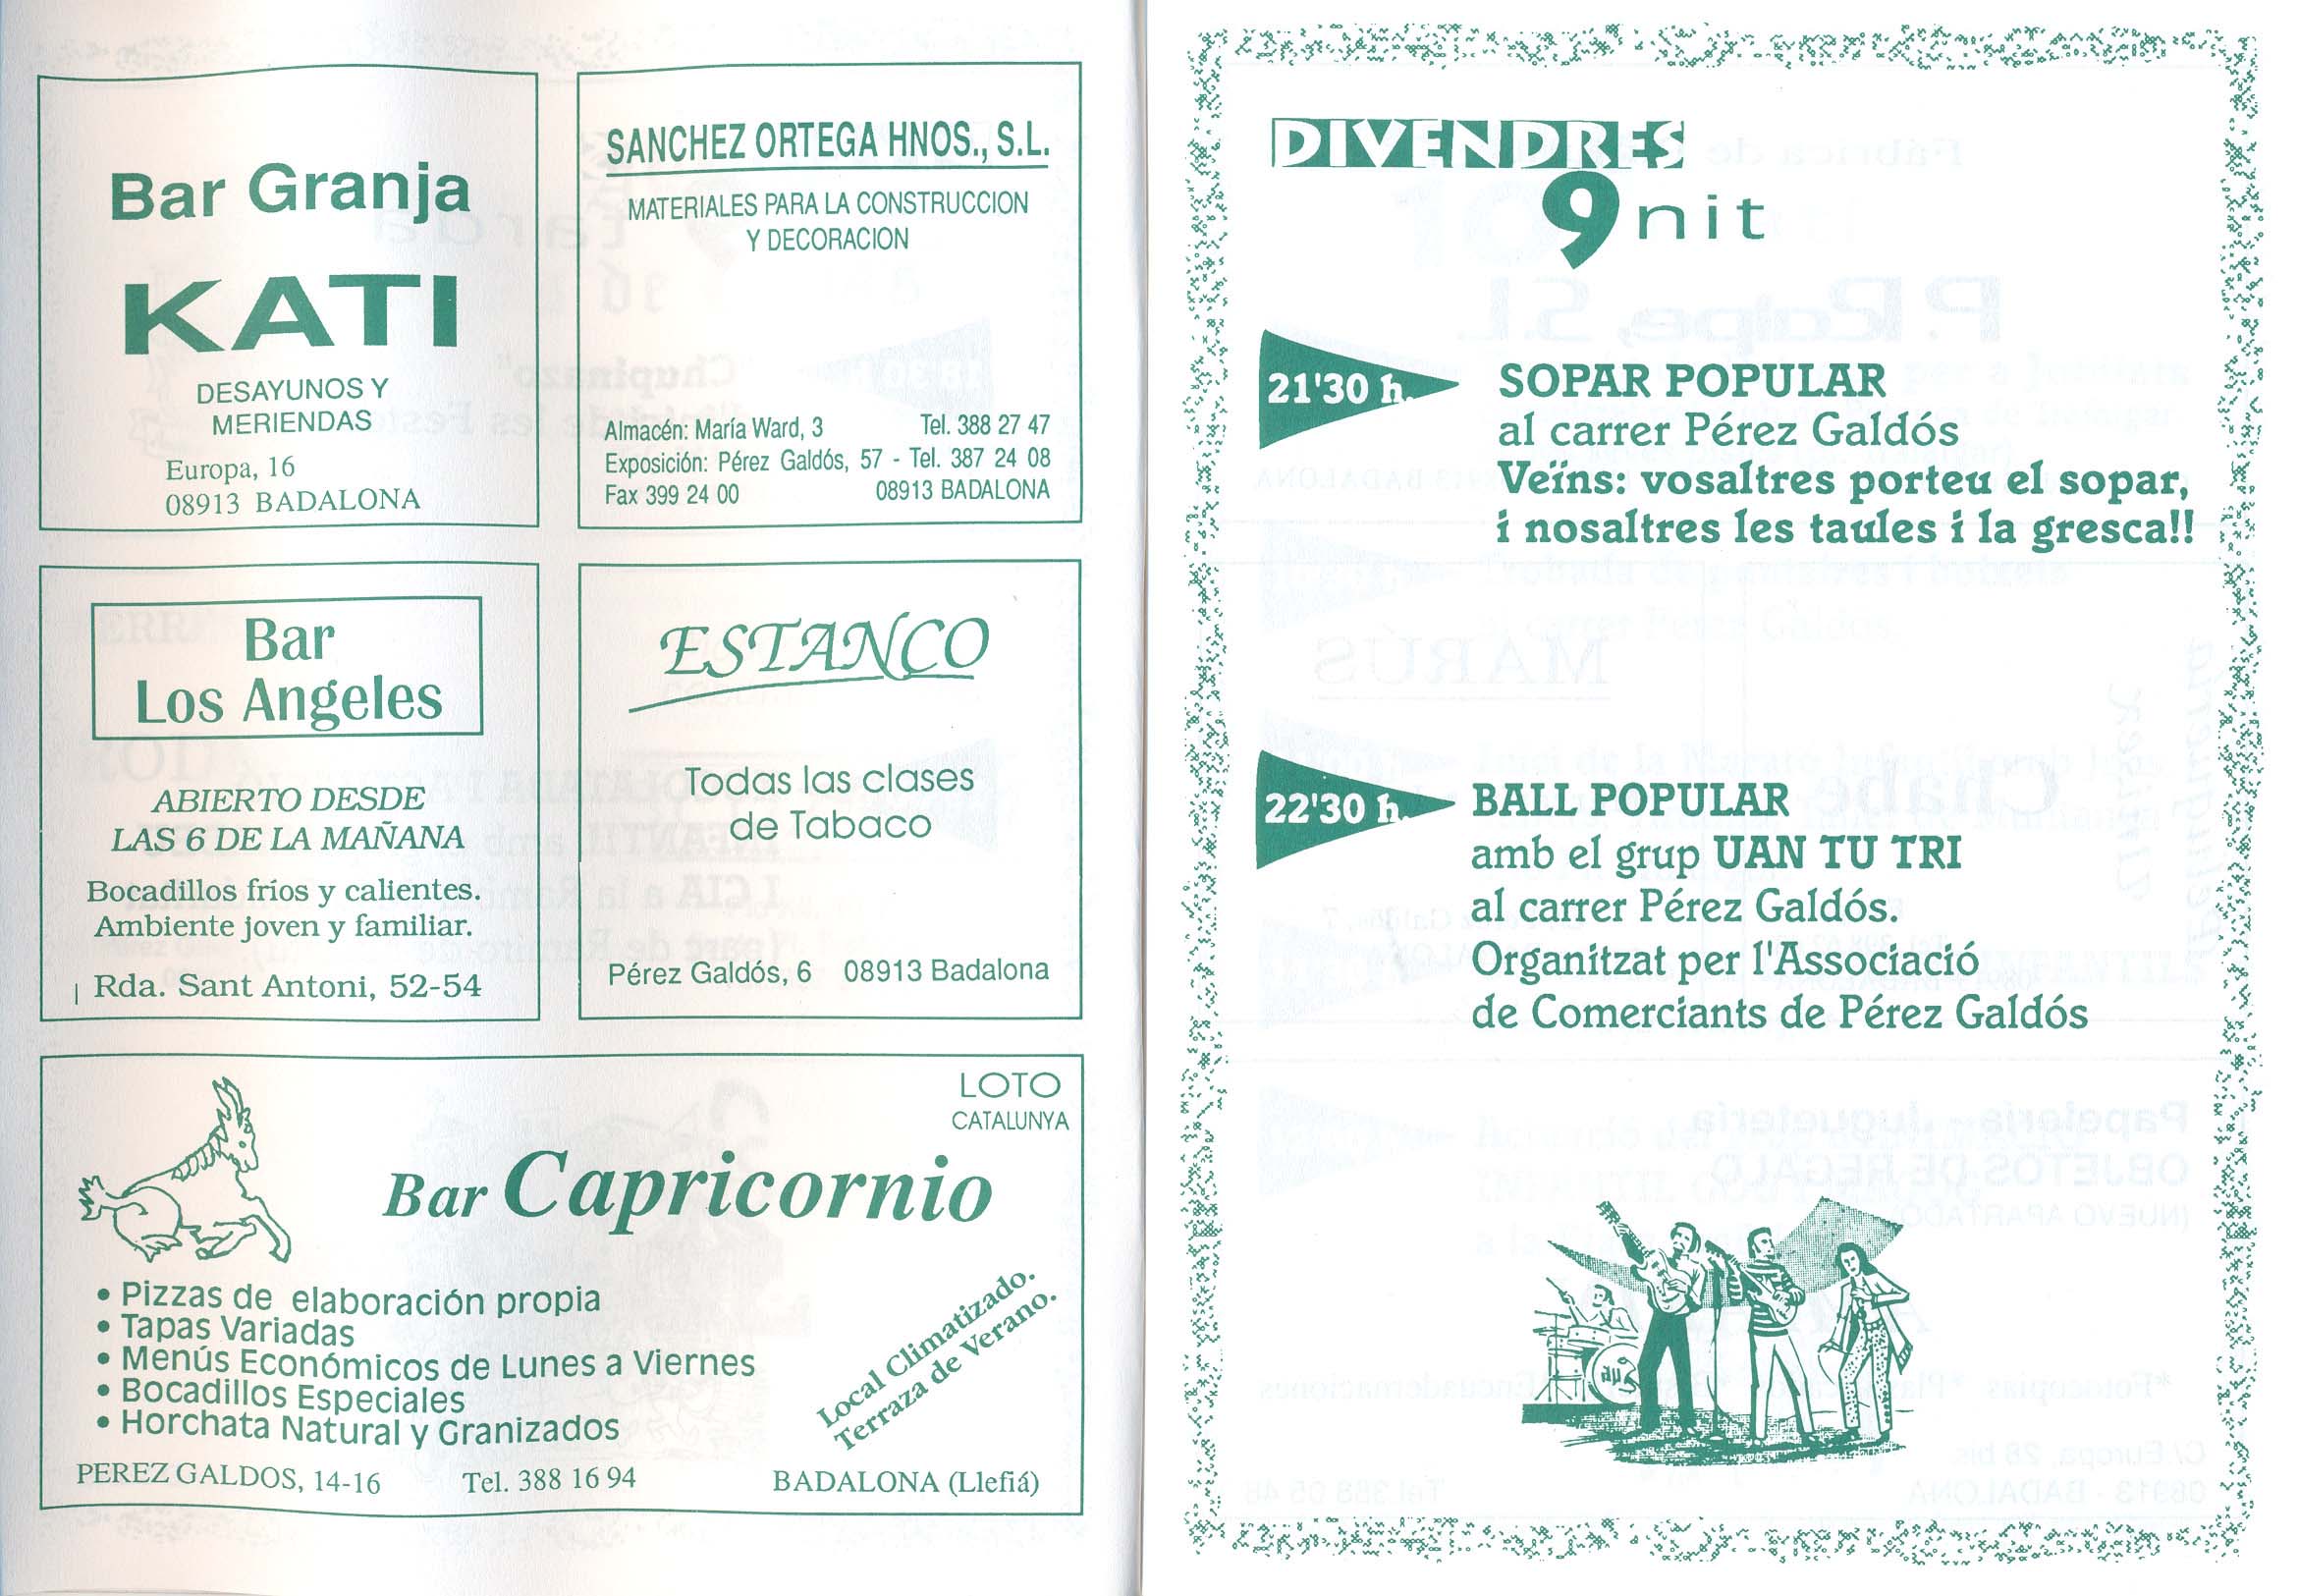 Bar Granja
KATI
DESAYUNOS Y
MERIENDAS
Europa, 16
08913 BADALONA
SANCHEZ ORTEGA HNOS., S.L.
MATERIALES PARA LA CONSTRUCCION
Y DECORACION
Almacén: María Ward, 3 Tel. 388 27 47
Exposición: Pérez Galdós, 57 - Tel. 387 24 08
Fax 399 24 00 08913 BADALONA
Bar
Los Angeles
ABIERTO DESDE
LAS 6 DE LA MAÑANA
Bocadillos fríos y calientes.
Ambiente joven y familiar.
Rda. Sant Antoni, 52-54
ESTANCO
Todas las clases
de Tabaco
Pérez Galdós, 6 08913 Badalona
LOTO
CATALUNYA
Bar Capricornio
• Pizzas de elaboración propia
• Tapas Variadas
• Menús Económicos de Lunes a Viernes
• Bocadillos Especiales
• Horchata Natural y Granizados
Local Climatizado.
Terraza de Verano.
PEREZ GALDOS, 14-16 Tel. 388 16 94 BADALONA (Llefiá)
DIVENDRES
9 nit
21'30 h. SOPAR POPULAR
al carrer Pérez Galdós
Veïns: vosaltres porteu el sopar,
i nosaltres les taules i la gresca!!
22'30 h. BALL POPULAR
amb el grup UAN TU TRI
al carrer Pérez Galdós.
Organitzat per l'Associació
de Comerciants de Pérez Galdós